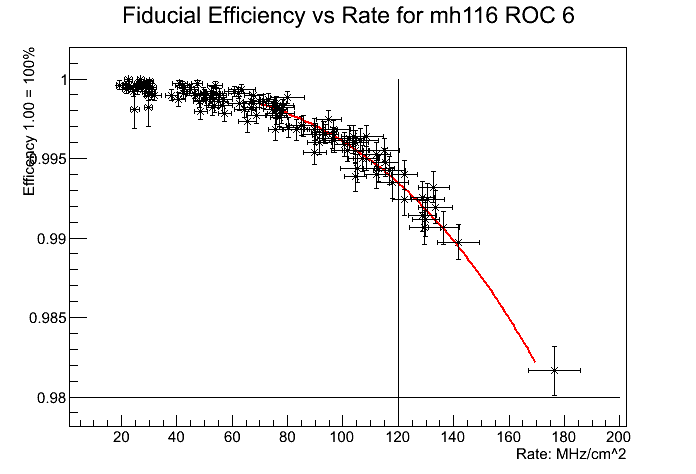 Fiducial Efficiency vs Rate for mh116 ROC 6
Efficency 1.00 = 100%
1
0.995
0.99
0.985
0.98
20 40 60 80 100 120 140 160 180 200
Rate: MHz/cm^2